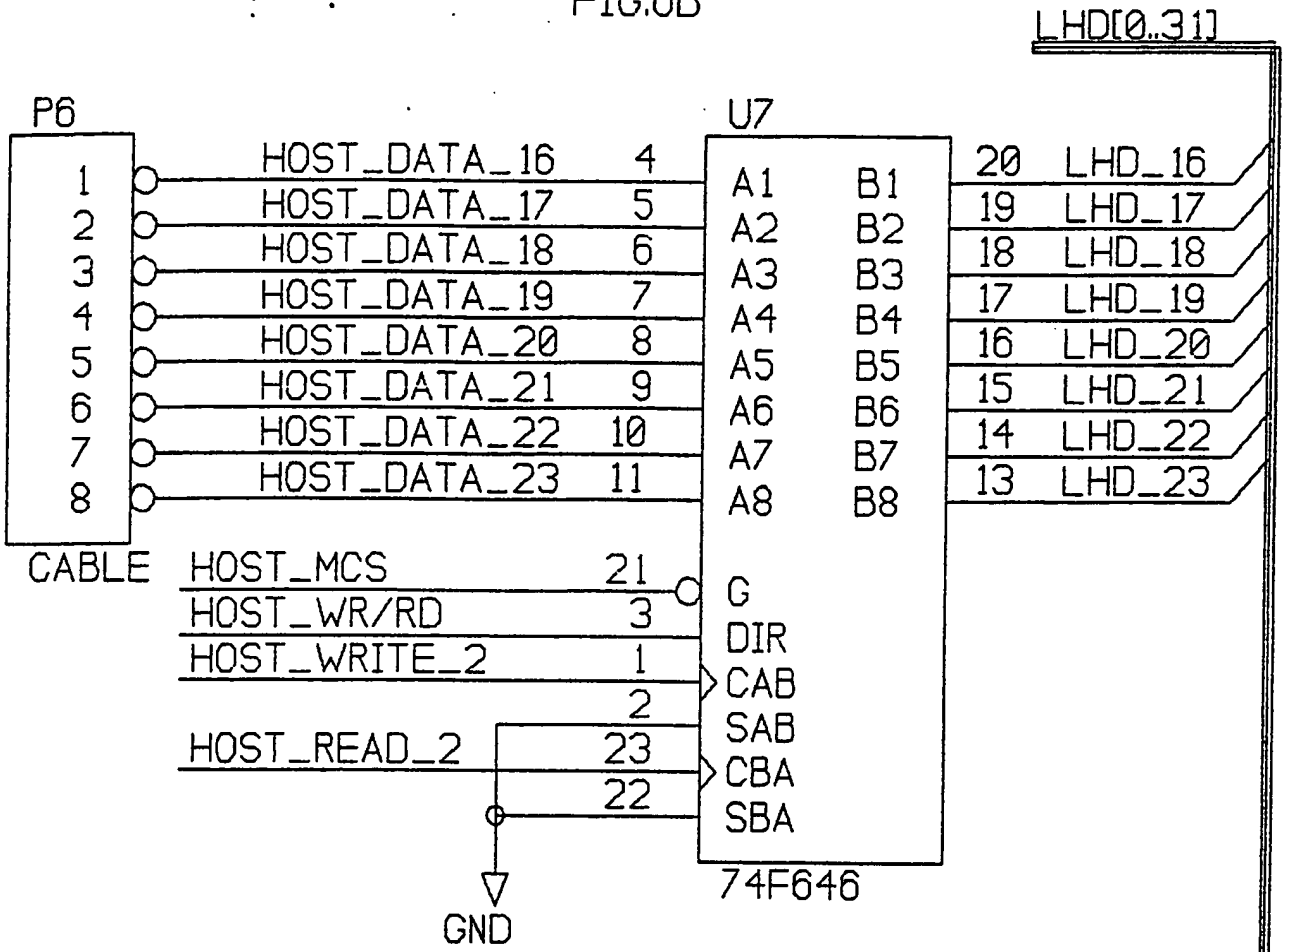 LHD[0..31]
P6
U7
1 HOST_DATA_16 4 A1 B1 20 LHD_16
2 HOST_DATA_17 5 A2 B2 19 LHD_17
3 HOST_DATA_18 6 A3 B3 18 LHD_18
4 HOST_DATA_19 7 A4 B4 17 LHD_19
5 HOST_DATA_20 8 A5 B5 16 LHD_20
6 HOST_DATA_21 9 A6 B6 15 LHD_21
7 HOST_DATA_22 10 A7 B7 14 LHD_22
8 HOST_DATA_23 11 A8 B8 13 LHD_23
CABLE
HOST_MCS 21 G
HOST_WR/RD 3 DIR
HOST_WRITE_2 1 CAB
2 SAB
HOST_READ_2 23 CBA
22 SBA
74F646
GND